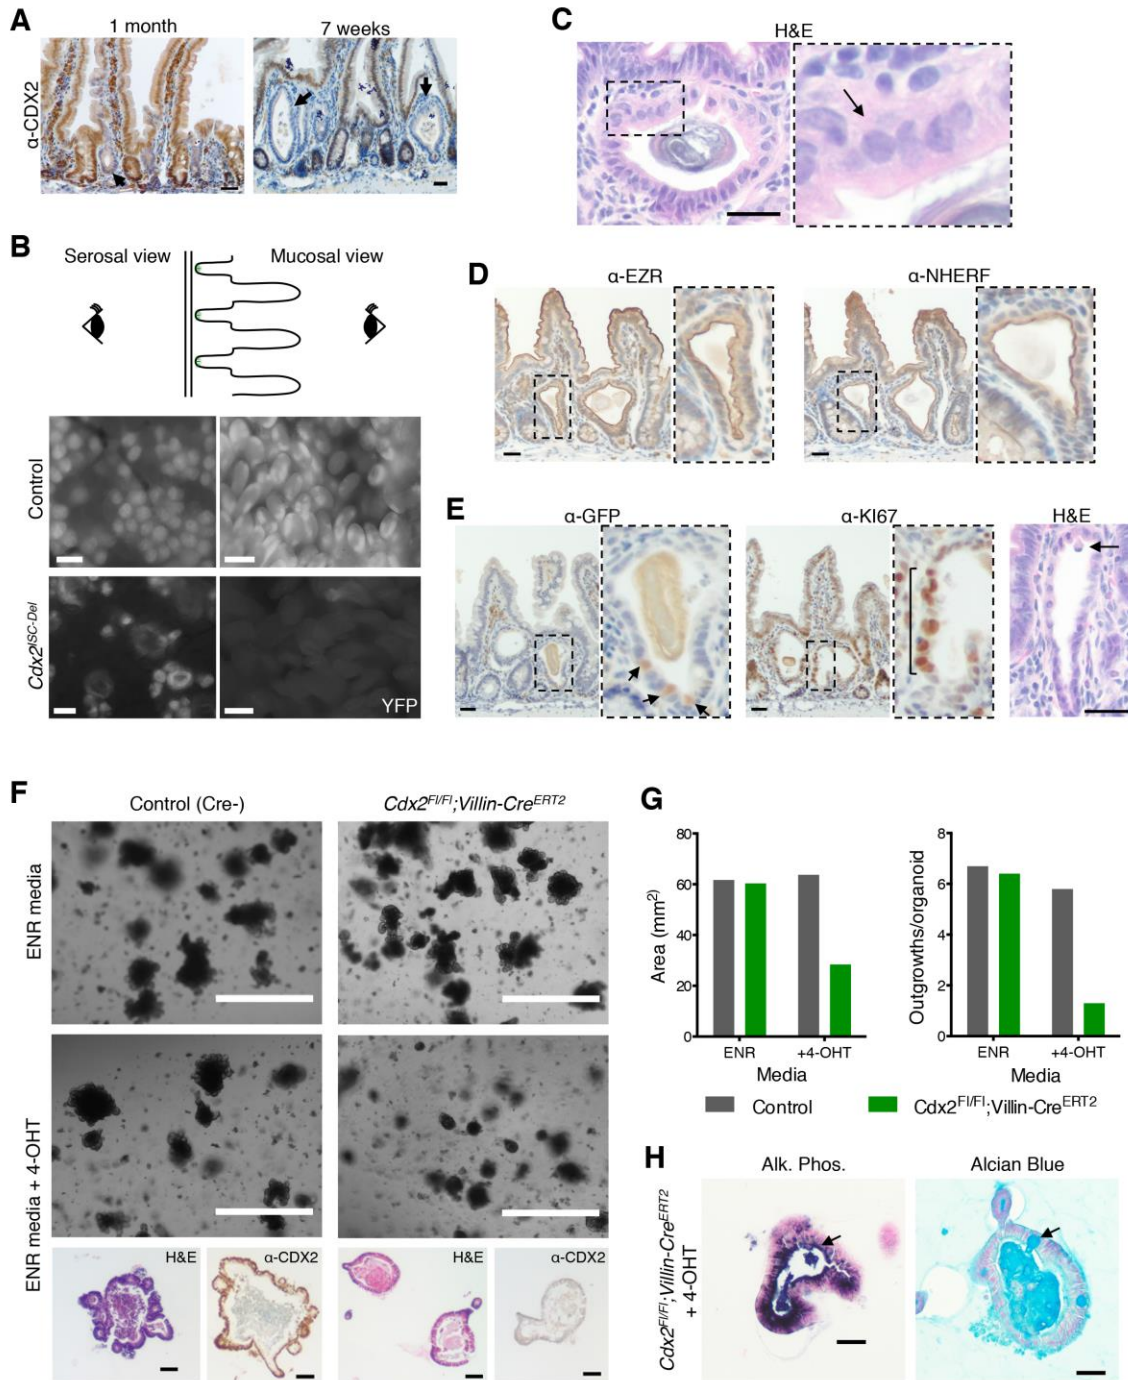 A
1 month
7 weeks
α-CDX2
B
Serosal view
Mucosal view
Control
Cdx2ISC-Del
YFP
C
H&E
D
α-EZR
α-NHERF
E
α-GFP
α-KI67
H&E
F
Control (Cre-)
Cdx2Fl/Fl;Villin-CreERT2
ENR media
ENR media + 4-OHT
H&E
α-CDX2
H&E
α-CDX2
G
Area (mm2)
80
60
40
20
0
ENR
+4-OHT
Media
Outgrowths/organoid
8
6
4
2
0
ENR
+4-OHT
Media
Control
Cdx2Fl/Fl;Villin-CreERT2
H
Alk. Phos.
Alcian Blue
Cdx2Fl/Fl;Villin-CreERT2
+ 4-OHT